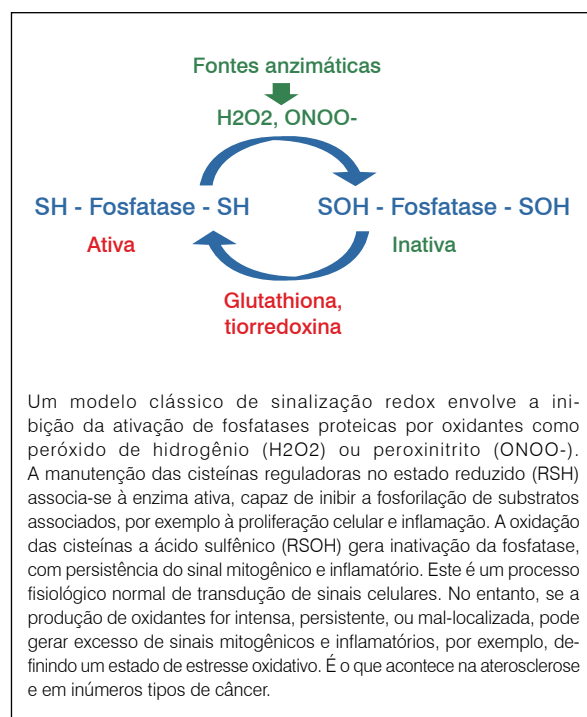 Fontes anzimáticas
H2O2, ONOO-
SH - Fosfatase - SH SOH - Fosfatase - SOH
Ativa Inativa
Glutathiona,
tiorredoxina
Um modelo clássico de sinalização redox envolve a ini-
bição da ativação de fosfatases proteicas por oxidantes como
peróxido de hidrogênio (H2O2) ou peroxinitrito (ONOO-).
A manutenção das cisteínas reguladoras no estado reduzido (RSH)
associa-se à enzima ativa, capaz de inibir a fosforilação de substratos
associados, por exemplo à proliferação celular e inflamação. A oxidação
das cisteínas a ácido sulfênico (RSOH) gera inativação da fosfatase,
com persistência do sinal mitogênico e inflamatório. Este é um processo
fisiológico normal de transdução de sinais celulares. No entanto, se a
produção de oxidantes for intensa, persistente, ou mal-localizada, pode
gerar excesso de sinais mitogênicos e inflamatórios, por exemplo, de-
finindo um estado de estresse oxidativo. É o que acontece na aterosclerose
e em inúmeros tipos de câncer.